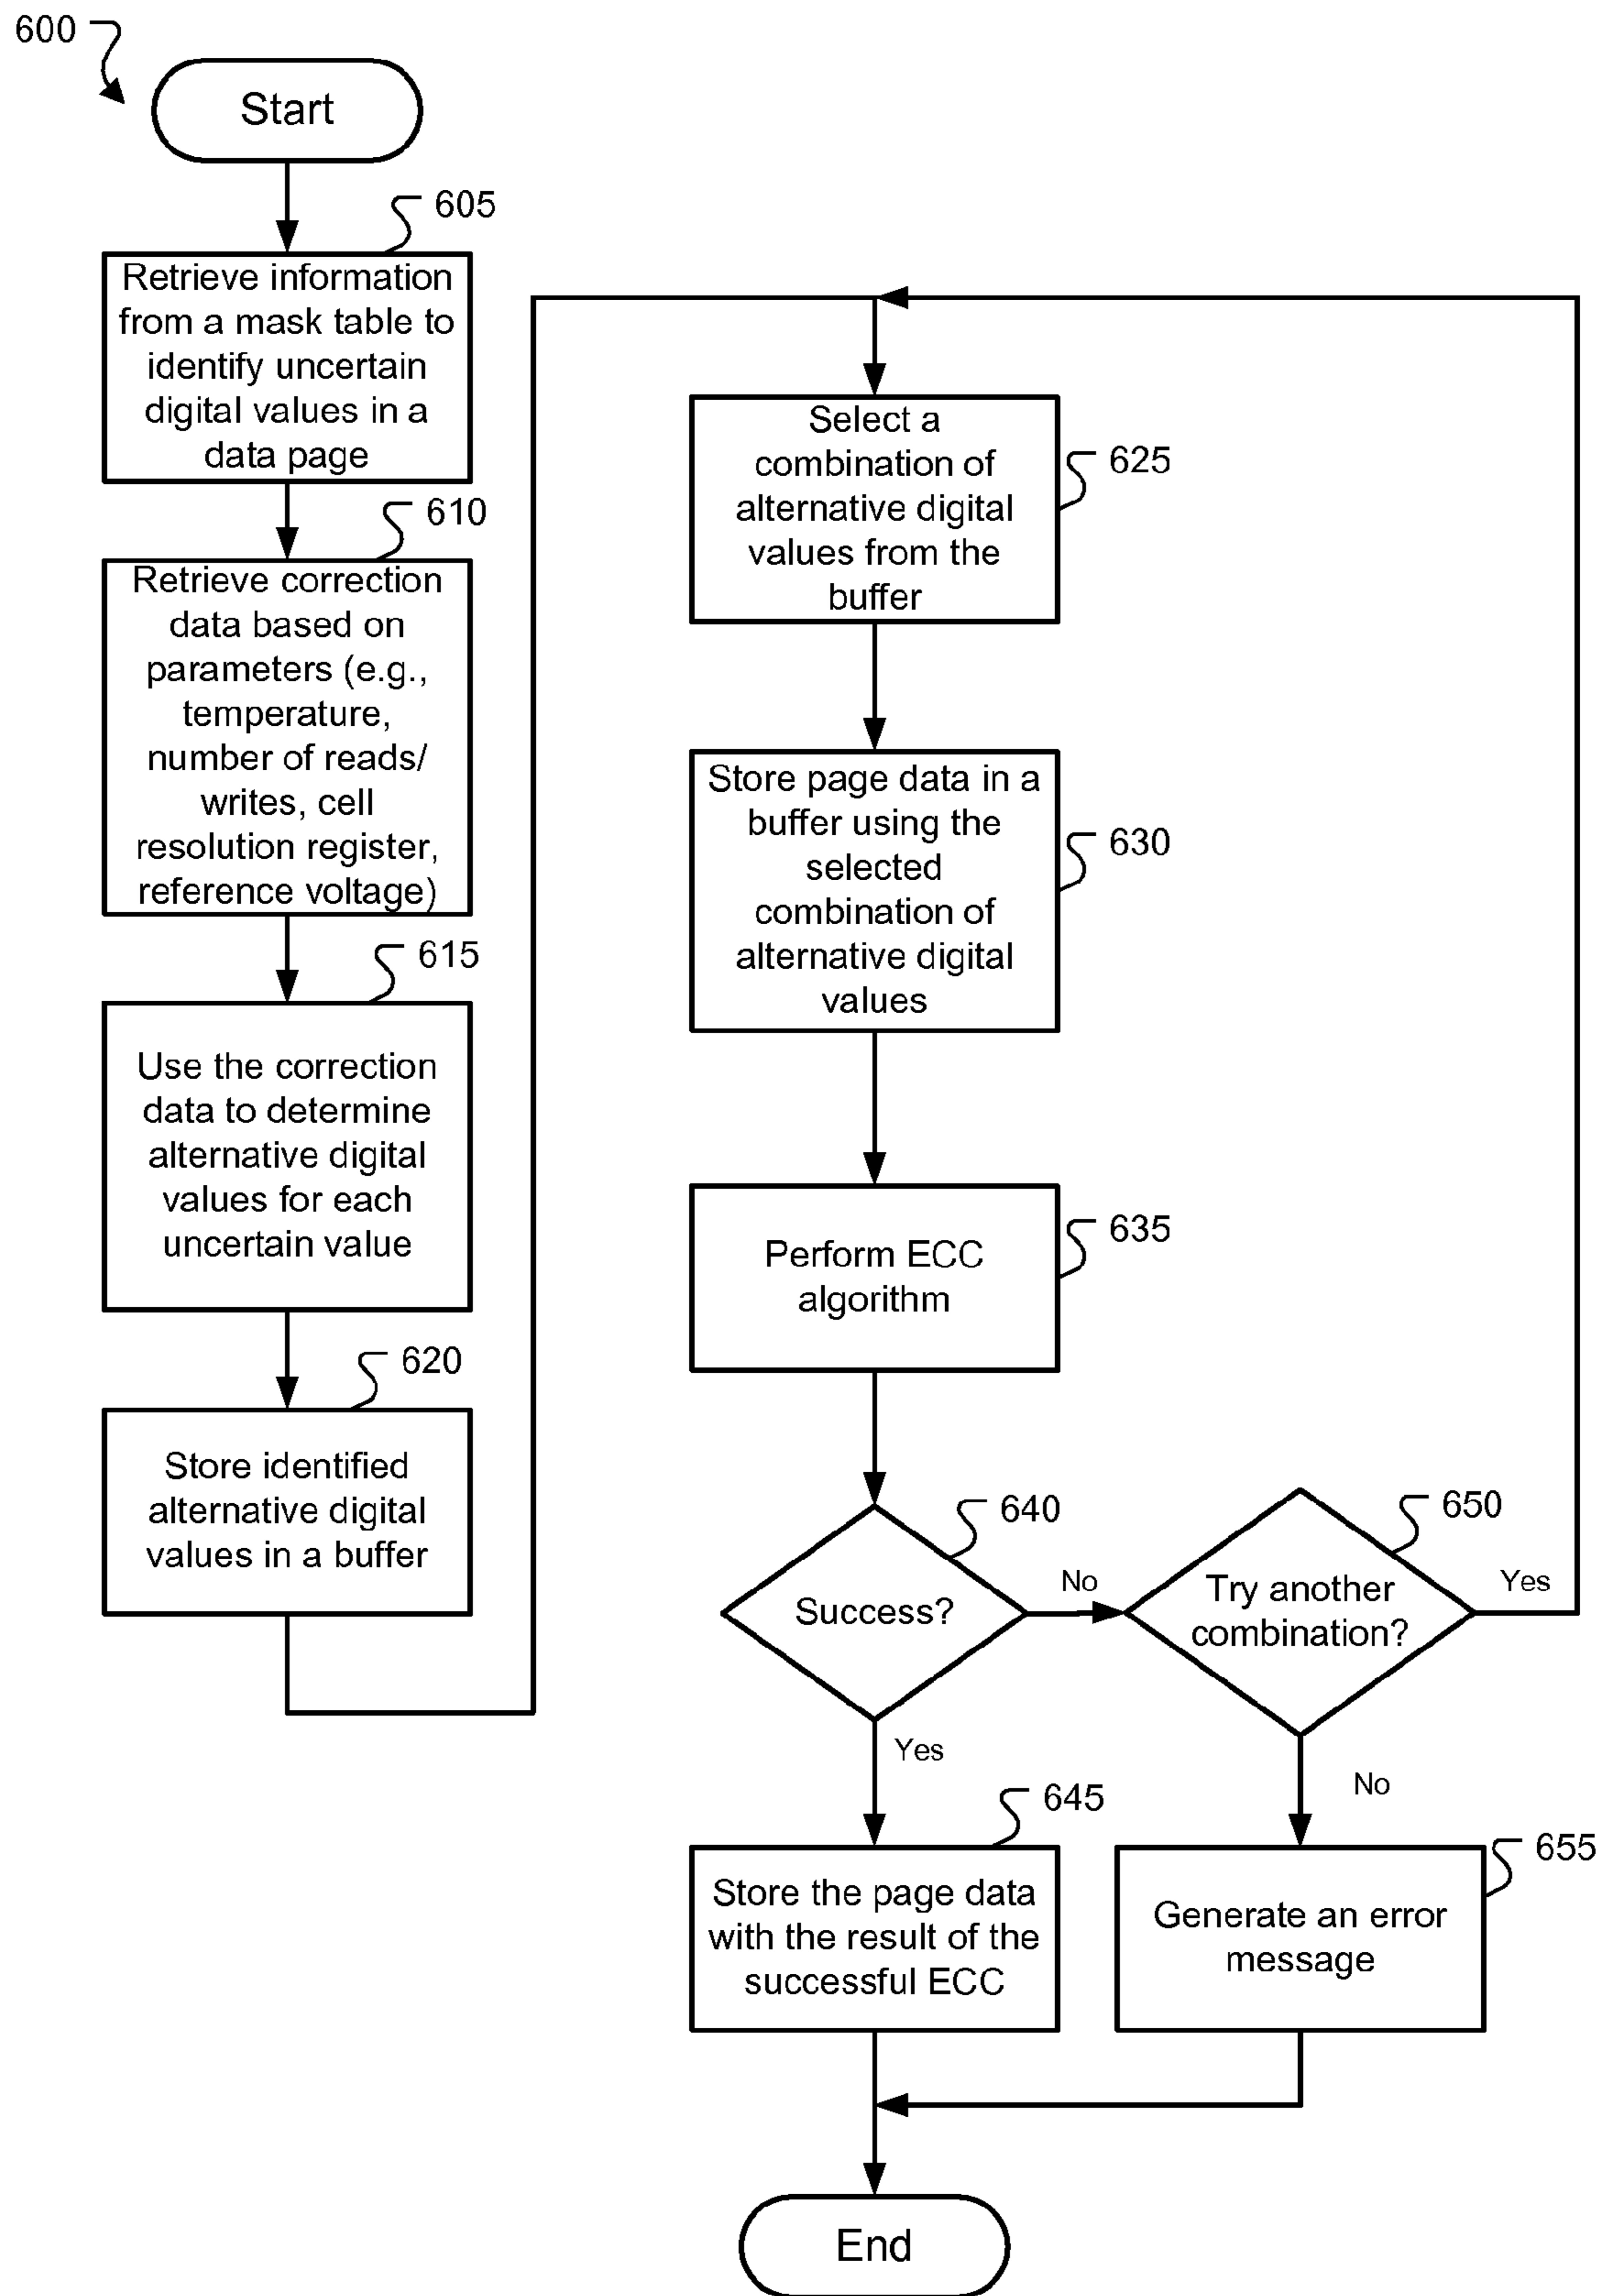 600
Start
605
Retrieve information
from a mask table to
identify uncertain
digital values in a
data page
610
Retrieve correction
data based on
parameters (e.g.,
temperature,
number of reads/
writes, cell
resolution register,
reference voltage)
615
Use the correction
data to determine
alternative digital
values for each
uncertain value
620
Store identified
alternative digital
values in a buffer
Select a
combination of
alternative digital
values from the
buffer
625
Store page data in a
buffer using the
selected
combination of
alternative digital
values
630
Perform ECC
algorithm
635
640
Success?
No
Yes
650
Try another
combination?
Yes
No
645
Store the page data
with the result of the
successful ECC
655
Generate an error
message
End